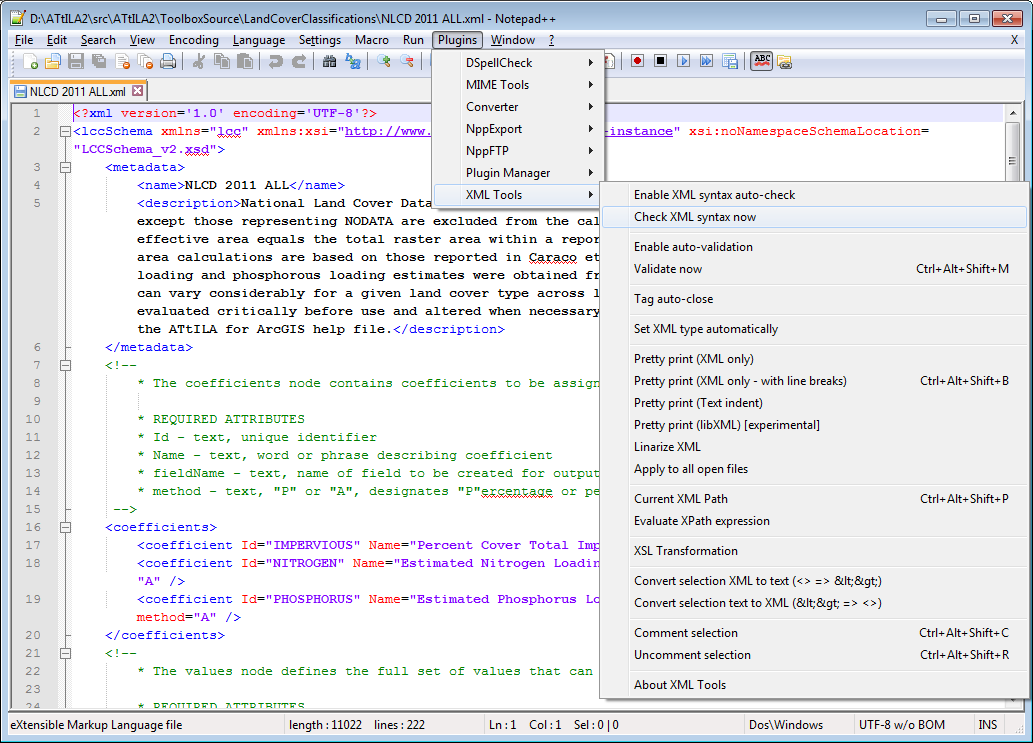 D:\ATtILA2\src\ATtILA2\ToolboxSource\LandCoverClassifications\NLCD 2011 ALL.xml - Notepad++
File Edit Search View Encoding Language Settings Macro Run Plugins Window ? X
ABC
NLCD 2011 ALL.xml
DSpellCheck
MIME Tools
Converter
NppExport
NppFTP
Plugin Manager
XML Tools
Enable XML syntax auto-check
Check XML syntax now
Enable auto-validation
Validate now Ctrl+Alt+Shift+M
Tag auto-close
Set XML type automatically
Pretty print (XML only)
Pretty print (XML only - with line breaks) Ctrl+Alt+Shift+B
Pretty print (Text indent)
Pretty print (libXML) [experimental]
Linarize XML
Apply to all open files
Current XML Path Ctrl+Alt+Shift+P
Evaluate XPath expression
XSL Transformation
Convert selection XML to text (<> => &lt;&gt;)
Convert selection text to XML (&lt;&gt; => <>)
Comment selection Ctrl+Alt+Shift+C
Uncomment selection Ctrl+Alt+Shift+R
About XML Tools
1 <?xml version='1.0' encoding='UTF-8'?>
2 <lccSchema xmlns="lcc" xmlns:xsi="http://www. -instance" xsi:noNamespaceSchemaLocation=
"LCCSchema_v2.xsd">
3 <metadata>
4 <name>NLCD 2011 ALL</name>
5 <description>National Land Cover Data
except those representing NODATA are excluded from the cal
effective area equals the total raster area within a repor
area calculations are based on those reported in Caraco et
loading and phosphorous loading estimates were obtained fr
can vary considerably for a given land cover type across l
evaluated critically before use and altered when necessary
the ATtILA for ArcGIS help file.</description>
6 </metadata>
7 <!--
8 * The coefficients node contains coefficients to be assign
9
10 * REQUIRED ATTRIBUTES
11 * Id - text, unique identifier
12 * Name - text, word or phrase describing coefficient
13 * fieldName - text, name of field to be created for output
14 * method - text, "P" or "A", designates "P"ercentage or pe
15 -->
16 <coefficients>
17 <coefficient Id="IMPERVIOUS" Name="Percent Cover Total Imp
18 <coefficient Id="NITROGEN" Name="Estimated Nitrogen Loadin
"A" />
19 <coefficient Id="PHOSPHORUS" Name="Estimated Phosphorus Lo
method="A" />
20 </coefficients>
21 <!--
22 * The values node defines the full set of values that can
23
24 * REQUIRED ATTRIBUTES
eXtensible Markup Language file length : 11022 lines : 222 Ln : 1 Col : 1 Sel : 0 | 0 Dos\Windows UTF-8 w/o BOM INS